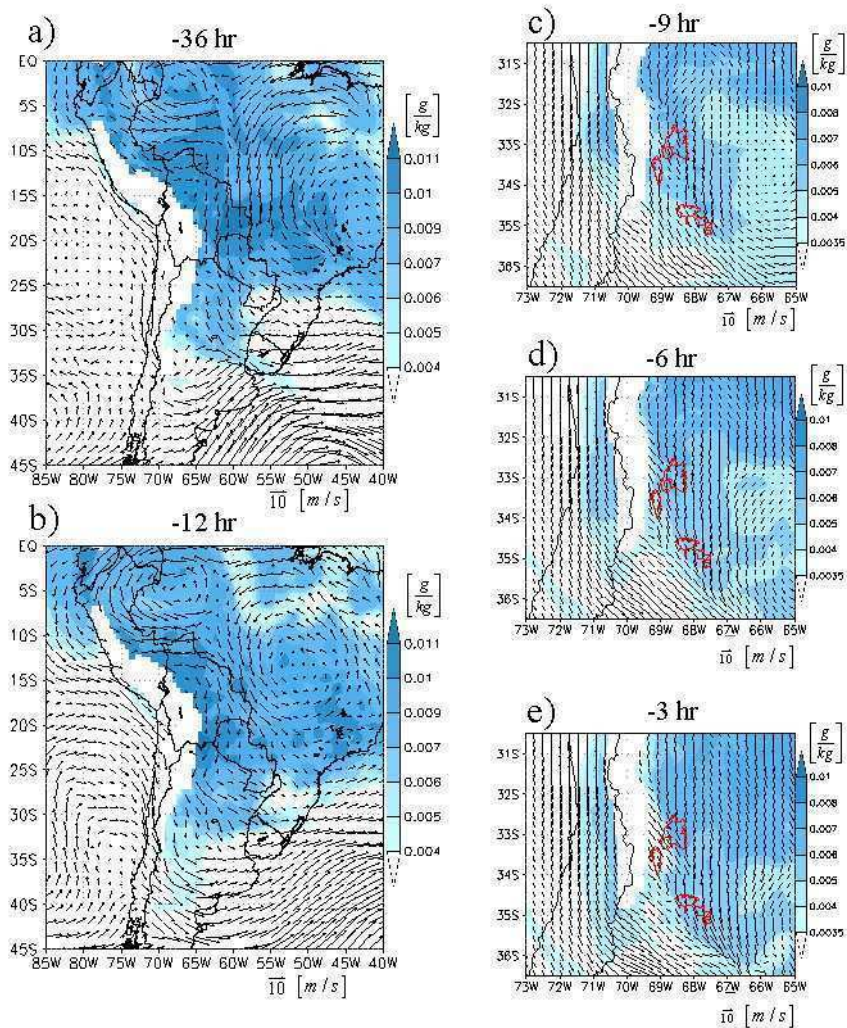 a)
-36 hr
EQ
5S
10S
15S
20S
25S
30S
35S
40S
45S
85W 80W 75W 70W 65W 60W 55W 50W 45W 40W
[g/kg]
0.011
0.01
0.009
0.007
0.006
0.005
0.004
10 [m/s]
b)
-12 hr
EQ
5S
10S
15S
20S
25S
30S
35S
40S
45S
85W 80W 75W 70W 65W 60W 55W 50W 45W 40W
[g/kg]
0.011
0.01
0.009
0.007
0.006
0.005
0.004
10 [m/s]
c)
-9 hr
31S
32S
33S
34S
35S
36S
73W 72W 71W 70W 69W 68W 67W 66W 65W
[g/kg]
0.01
0.008
0.007
0.006
0.005
0.004
0.0035
10 [m/s]
d)
-6 hr
31S
32S
33S
34S
35S
36S
73W 72W 71W 70W 69W 68W 67W 66W 65W
[g/kg]
0.01
0.008
0.007
0.006
0.005
0.004
0.0035
10 [m/s]
e)
-3 hr
31S
32S
33S
34S
35S
36S
73W 72W 71W 70W 69W 68W 67W 66W 65W
[g/kg]
0.01
0.008
0.007
0.006
0.005
0.004
0.0035
10 [m/s]